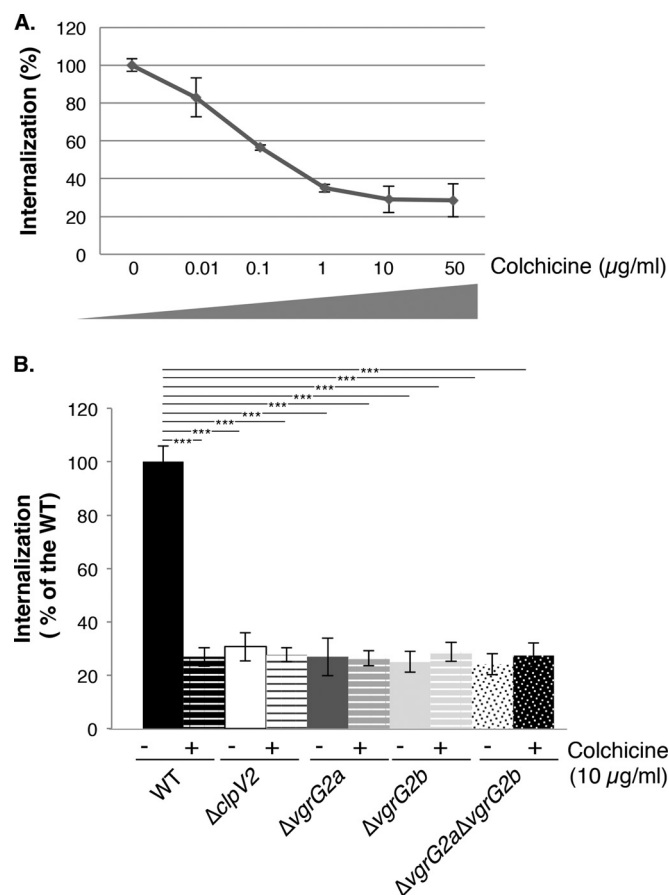 A.
Internalization (%)
120
100
80
60
40
20
0
0 0.01 0.1 1 10 50
Colchicine (µg/ml)
B.
***
***
***
***
***
***
***
***
***
Internalization
( % of the WT)
120
100
80
60
40
20
0
- + - + - + - + - +
Colchicine
(10 µg/ml)
WT
ΔclpV2
ΔvgrG2a
ΔvgrG2b
ΔvgrG2aΔvgrG2b